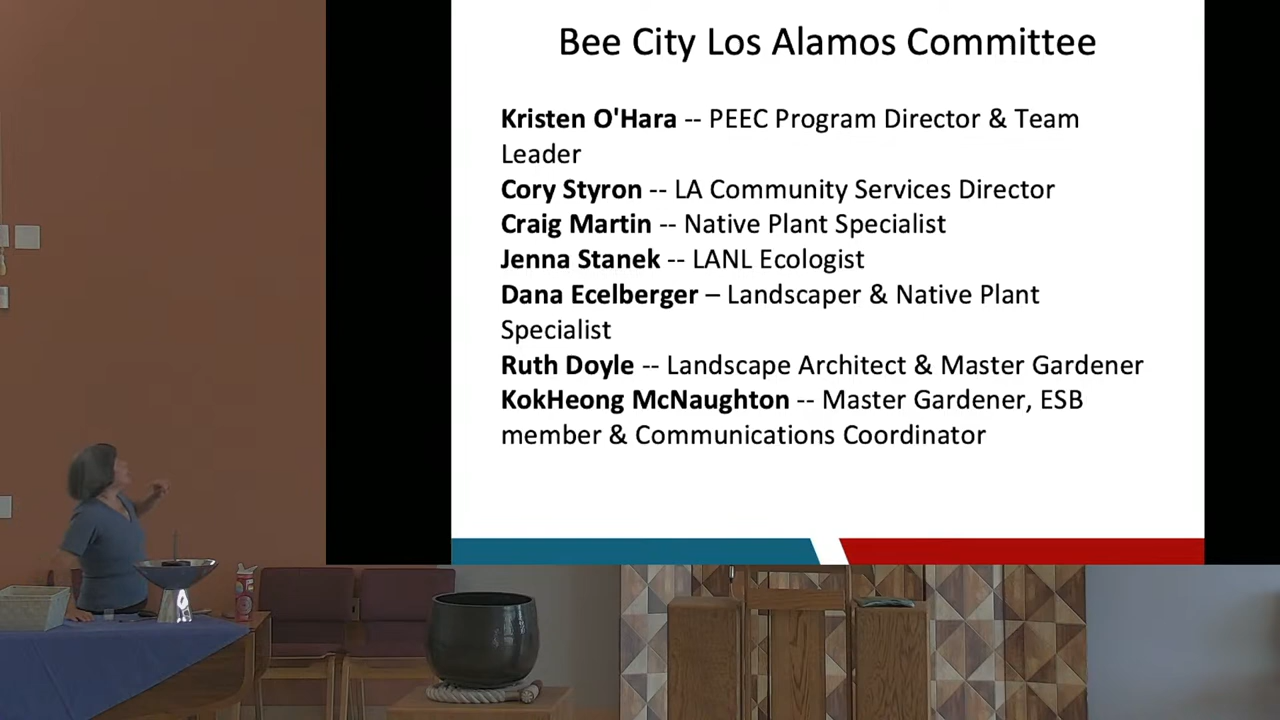 Bee City Los Alamos Committee
Kristen O'Hara -- PEEC Program Director & Team
Leader
Cory Styron -- LA Community Services Director
Craig Martin -- Native Plant Specialist
Jenna Stanek -- LANL Ecologist
Dana Ecelberger – Landscaper & Native Plant
Specialist
Ruth Doyle -- Landscape Architect & Master Gardener
KokHeong McNaughton -- Master Gardener, ESB
member & Communications Coordinator